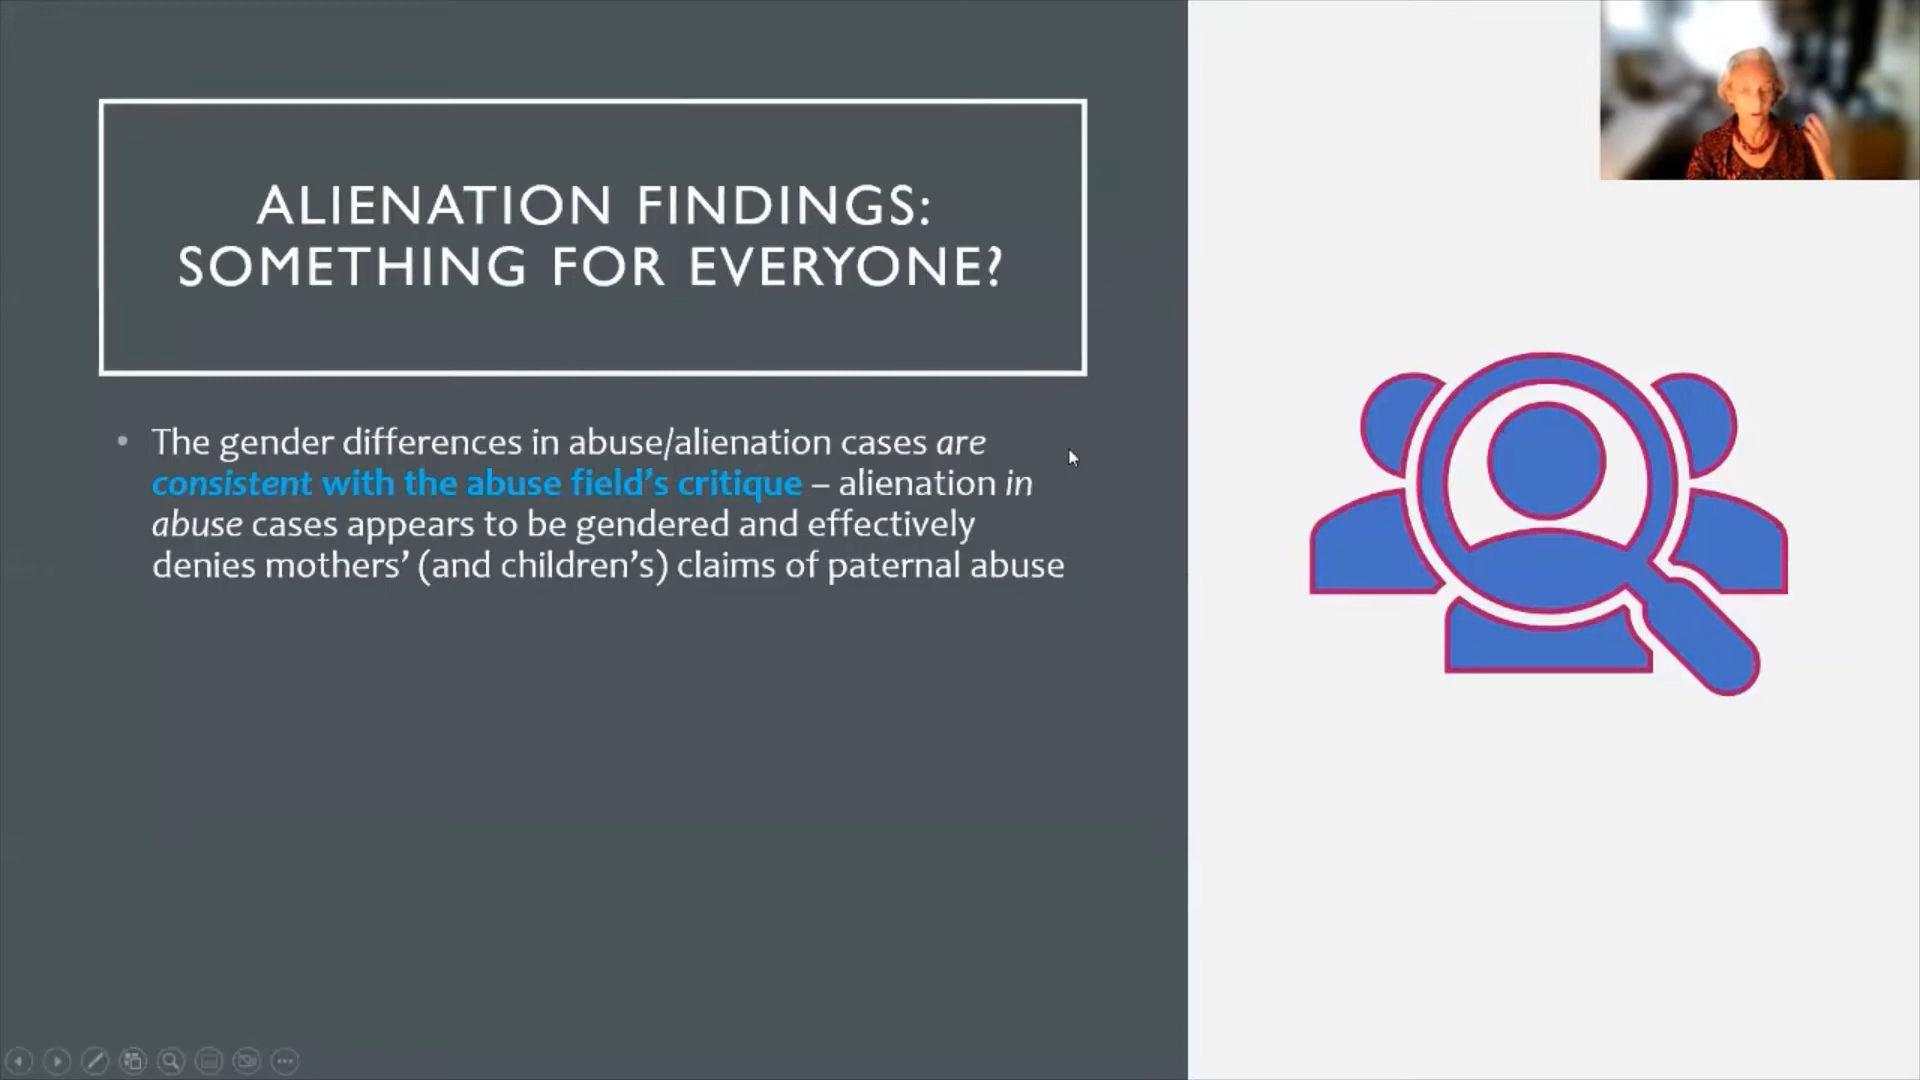 ALIENATION FINDINGS:
SOMETHING FOR EVERYONE?
• The gender differences in abuse/alienation cases are
consistent with the abuse field’s critique – alienation in
abuse cases appears to be gendered and effectively
denies mothers’ (and children’s) claims of paternal abuse